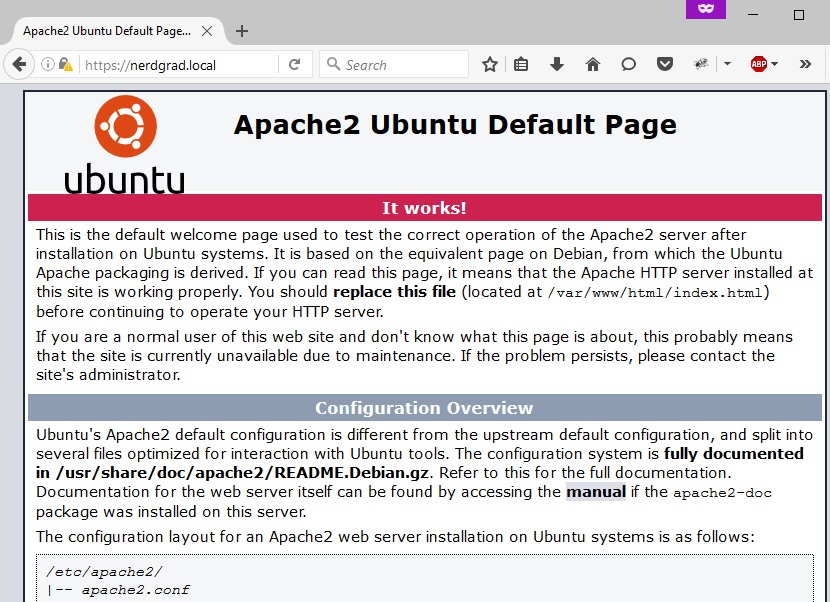 Apache2 Ubuntu Default Page...
https://nerdgrad.local
Search
ABP
Apache2 Ubuntu Default Page
ubuntu
It works!
This is the default welcome page used to test the correct operation of the Apache2 server after
installation on Ubuntu systems. It is based on the equivalent page on Debian, from which the Ubuntu
Apache packaging is derived. If you can read this page, it means that the Apache HTTP server installed at
this site is working properly. You should replace this file (located at /var/www/html/index.html)
before continuing to operate your HTTP server.
If you are a normal user of this web site and don't know what this page is about, this probably means
that the site is currently unavailable due to maintenance. If the problem persists, please contact the
site's administrator.
Configuration Overview
Ubuntu's Apache2 default configuration is different from the upstream default configuration, and split into
several files optimized for interaction with Ubuntu tools. The configuration system is fully documented
in /usr/share/doc/apache2/README.Debian.gz. Refer to this for the full documentation.
Documentation for the web server itself can be found by accessing the manual if the apache2-doc
package was installed on this server.
The configuration layout for an Apache2 web server installation on Ubuntu systems is as follows:
/etc/apache2/
|-- apache2.conf